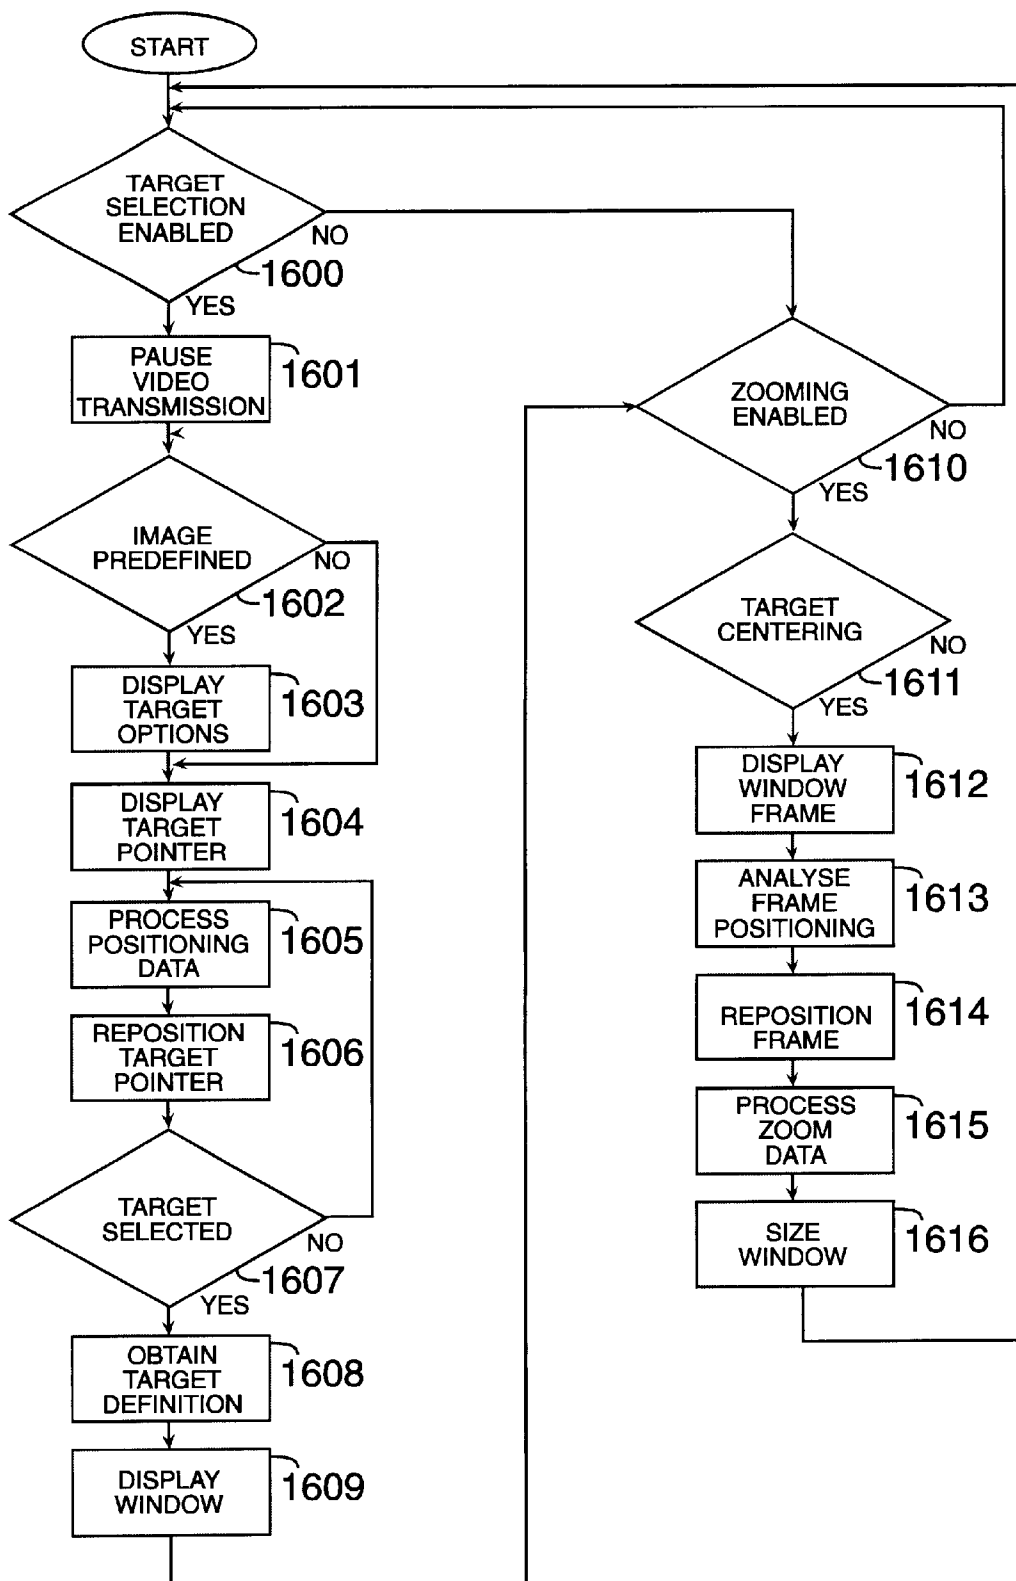 START
TARGET
SELECTION
ENABLED
NO
1600
YES
PAUSE
VIDEO
TRANSMISSION
1601
IMAGE
PREDEFINED
NO
1602
YES
DISPLAY
TARGET
OPTIONS
1603
DISPLAY
TARGET
POINTER
1604
PROCESS
POSITIONING
DATA
1605
REPOSITION
TARGET
POINTER
1606
TARGET
SELECTED
NO
1607
YES
OBTAIN
TARGET
DEFINITION
1608
DISPLAY
WINDOW
1609
ZOOMING
ENABLED
NO
1610
YES
TARGET
CENTERING
NO
1611
YES
DISPLAY
WINDOW
FRAME
1612
ANALYSE
FRAME
POSITIONING
1613
REPOSITION
FRAME
1614
PROCESS
ZOOM
DATA
1615
SIZE
WINDOW
1616